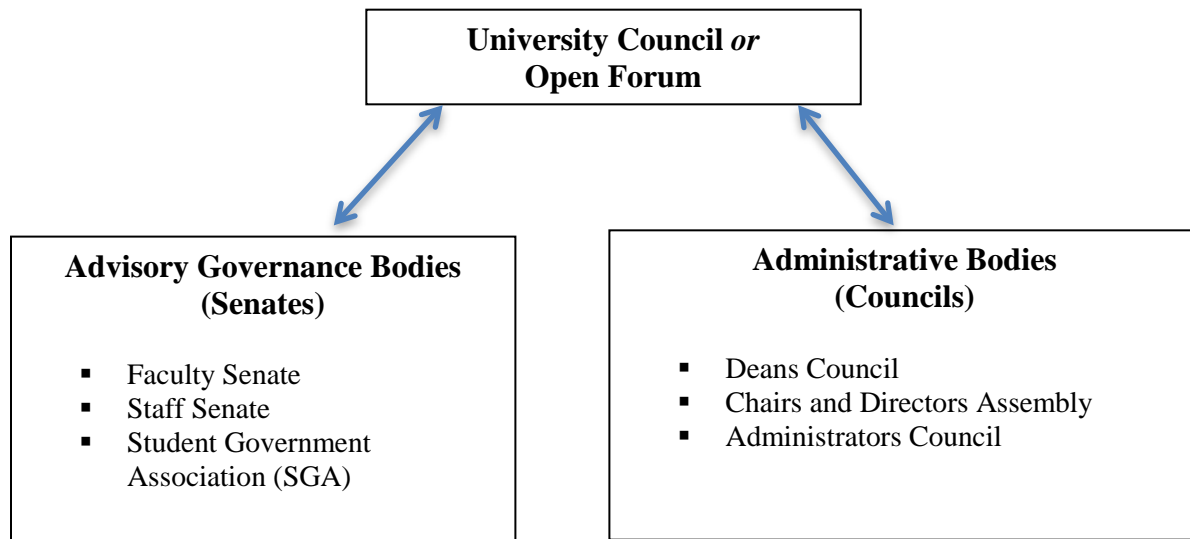 University Council or
Open Forum
Advisory Governance Bodies
(Senates)
▪ Faculty Senate
▪ Staff Senate
▪ Student Government
Association (SGA)
Administrative Bodies
(Councils)
▪ Deans Council
▪ Chairs and Directors Assembly
▪ Administrators Council